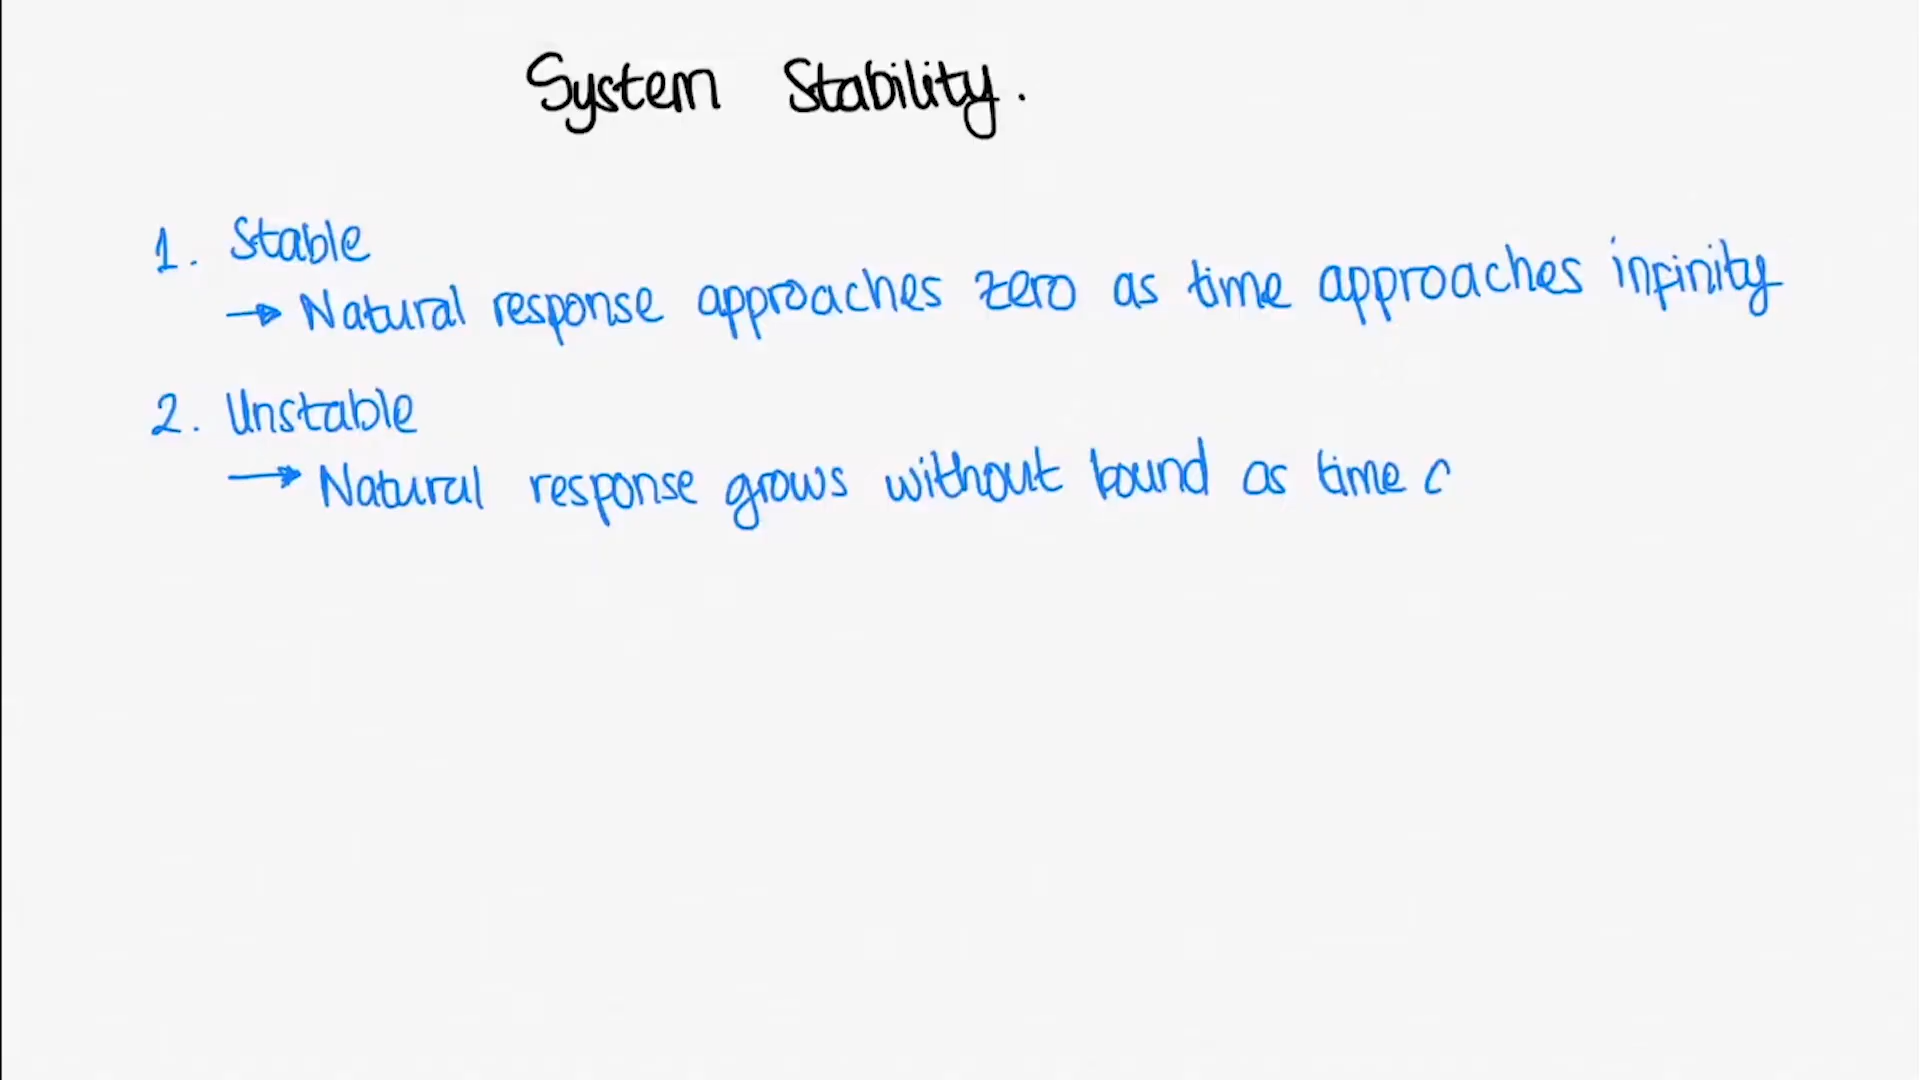 System Stability.
1. Stable
→ Natural response approaches zero as time approaches infinity
2. Unstable
→ Natural response grows without bound as time a